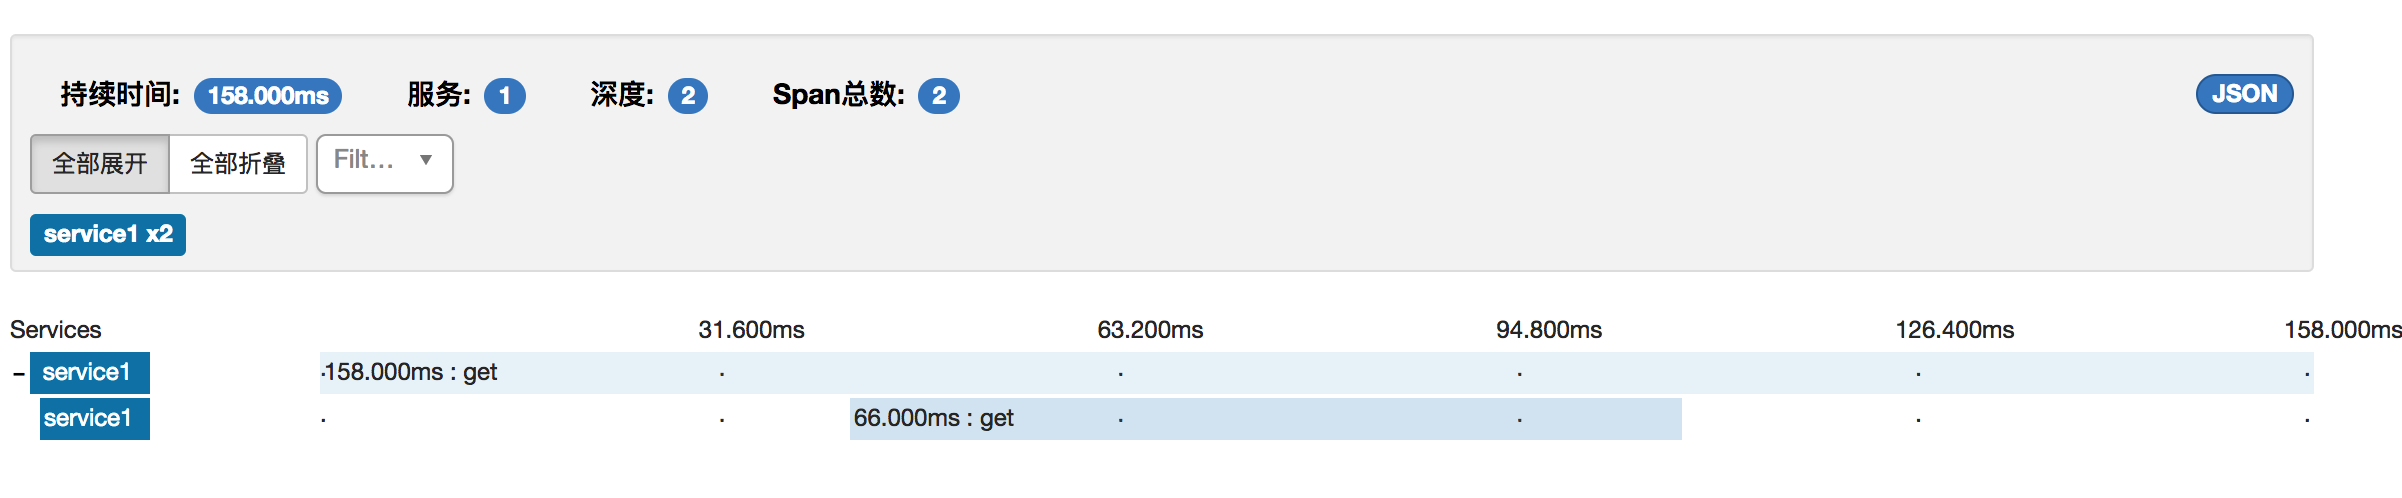 持续时间: 158.000ms 服务: 1 深度: 2 Span总数: 2 JSON
全部展开 全部折叠 Filt... ▼
service1 x2
Services 31.600ms 63.200ms 94.800ms 126.400ms 158.000ms
- service1 .158.000ms : get . . . . .
service1 . . 66.000ms : get . . . .